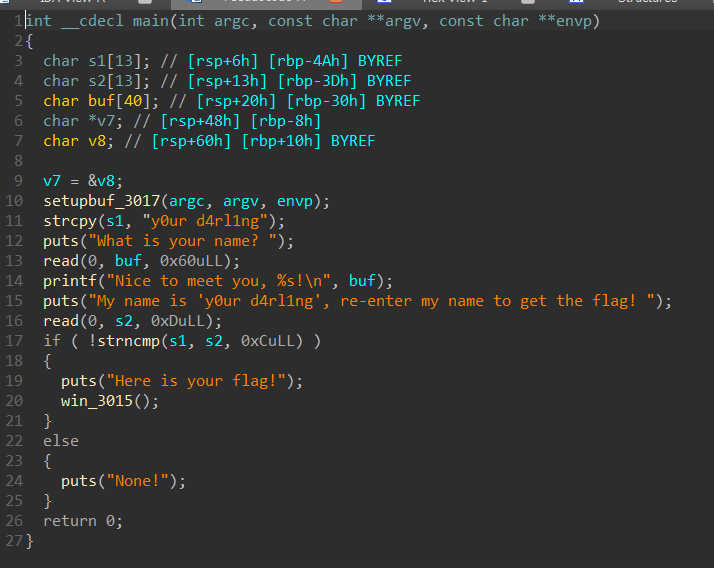 IDA View-A Hex View-1 Structures
1 int __cdecl main(int argc, const char **argv, const char **envp)
2 {
3 char s1[13]; // [rsp+6h] [rbp-4Ah] BYREF
4 char s2[13]; // [rsp+13h] [rbp-3Dh] BYREF
5 char buf[40]; // [rsp+20h] [rbp-30h] BYREF
6 char *v7; // [rsp+48h] [rbp-8h]
7 char v8; // [rsp+60h] [rbp+10h] BYREF
8
9 v7 = &v8;
10 setupbuf_3017(argc, argv, envp);
11 strcpy(s1, "y0ur d4rl1ng");
12 puts("What is your name? ");
13 read(0, buf, 0x60uLL);
14 printf("Nice to meet you, %s!\n", buf);
15 puts("My name is 'y0ur d4rl1ng', re-enter my name to get the flag! ");
16 read(0, s2, 0xDuLL);
17 if ( !strncmp(s1, s2, 0xCuLL) )
18 {
19 puts("Here is your flag!");
20 win_3015();
21 }
22 else
23 {
24 puts("None!");
25 }
26 return 0;
27 }